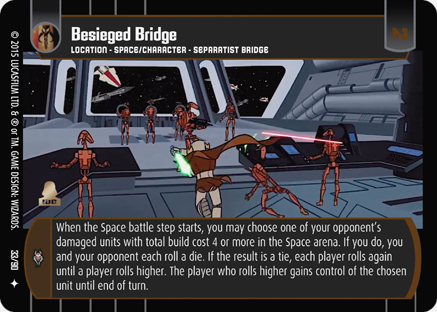 Besieged Bridge
LOCATION - SPACE/CHARACTER - SEPARATIST BRIDGE
When the Space battle step starts, you may choose one of your opponent's
damaged units with total build cost 4 or more in the Space arena. If you do, you
and your opponent each roll a die. If the result is a tie, each player rolls again
until a player rolls higher. The player who rolls higher gains control of the chosen
unit until end of turn.
© 2015 LUCASFILM LTD. & ® or TM. GAME DESIGN: WIZARDS.
23/90